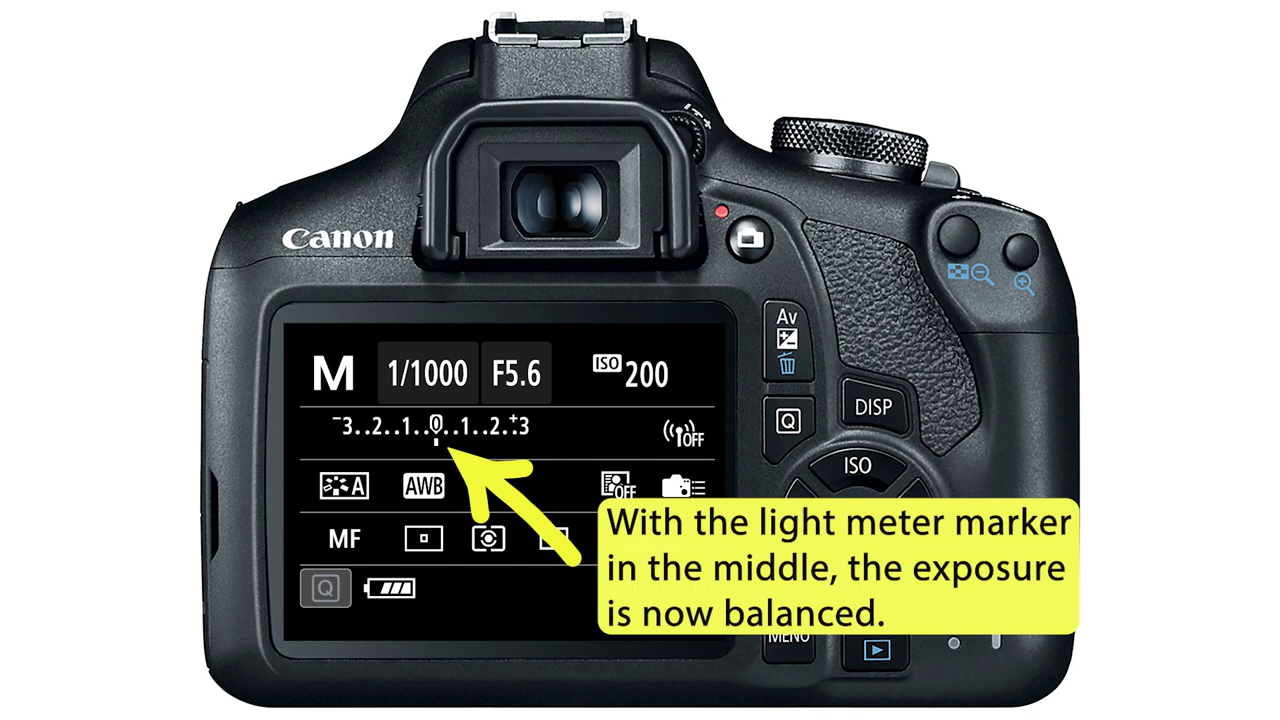 Canon
Av
M 1/1000 F5.6 ISO 200
-3..2..1..0..1..2.+3
OFF
DISP
Q
A AWB OFF
ISO
MF
With the light meter marker
in the middle, the exposure
is now balanced.
Q
MENU